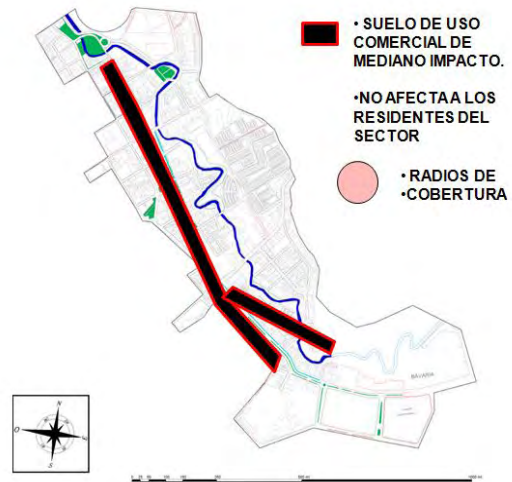 • SUELO DE USO
COMERCIAL DE
MEDIANO IMPACTO.
•NO AFECTA A LOS
RESIDENTES DEL
SECTOR
• RADIOS DE
•COBERTURA
BAVARIA
N
O
S